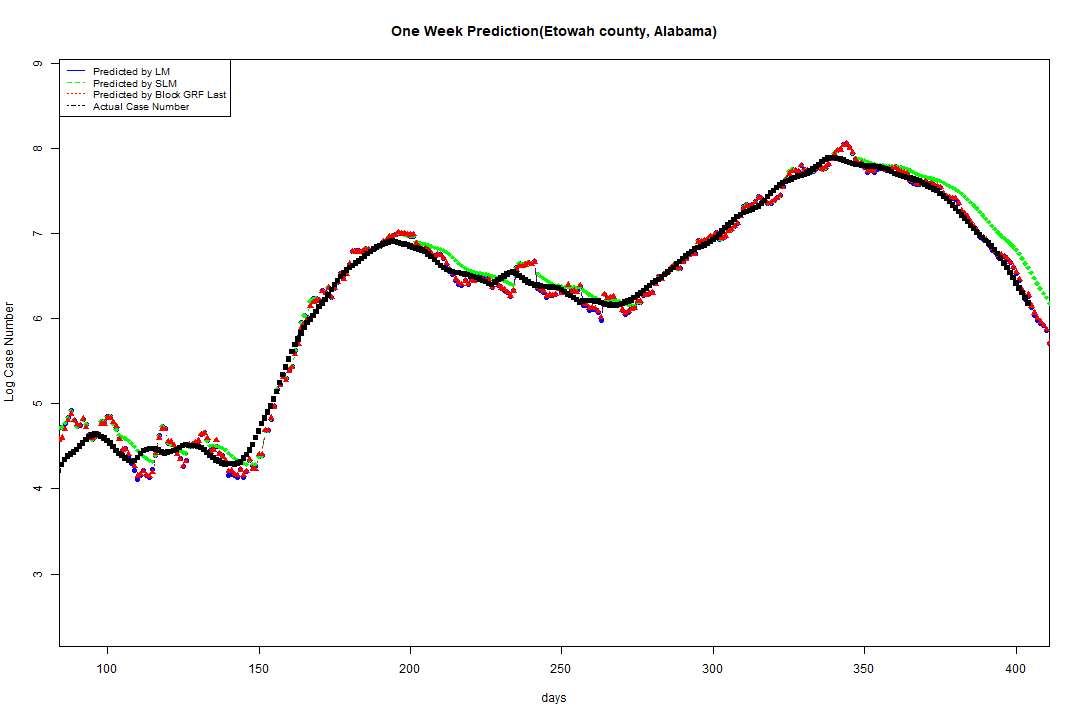 One Week Prediction(Etowah county, Alabama)
Predicted by LM
Predicted by SLM
Predicted by Block GRF Last
Actual Case Number
9
8
7
6
5
4
3
Log Case Number
100 150 200 250 300 350 400
days